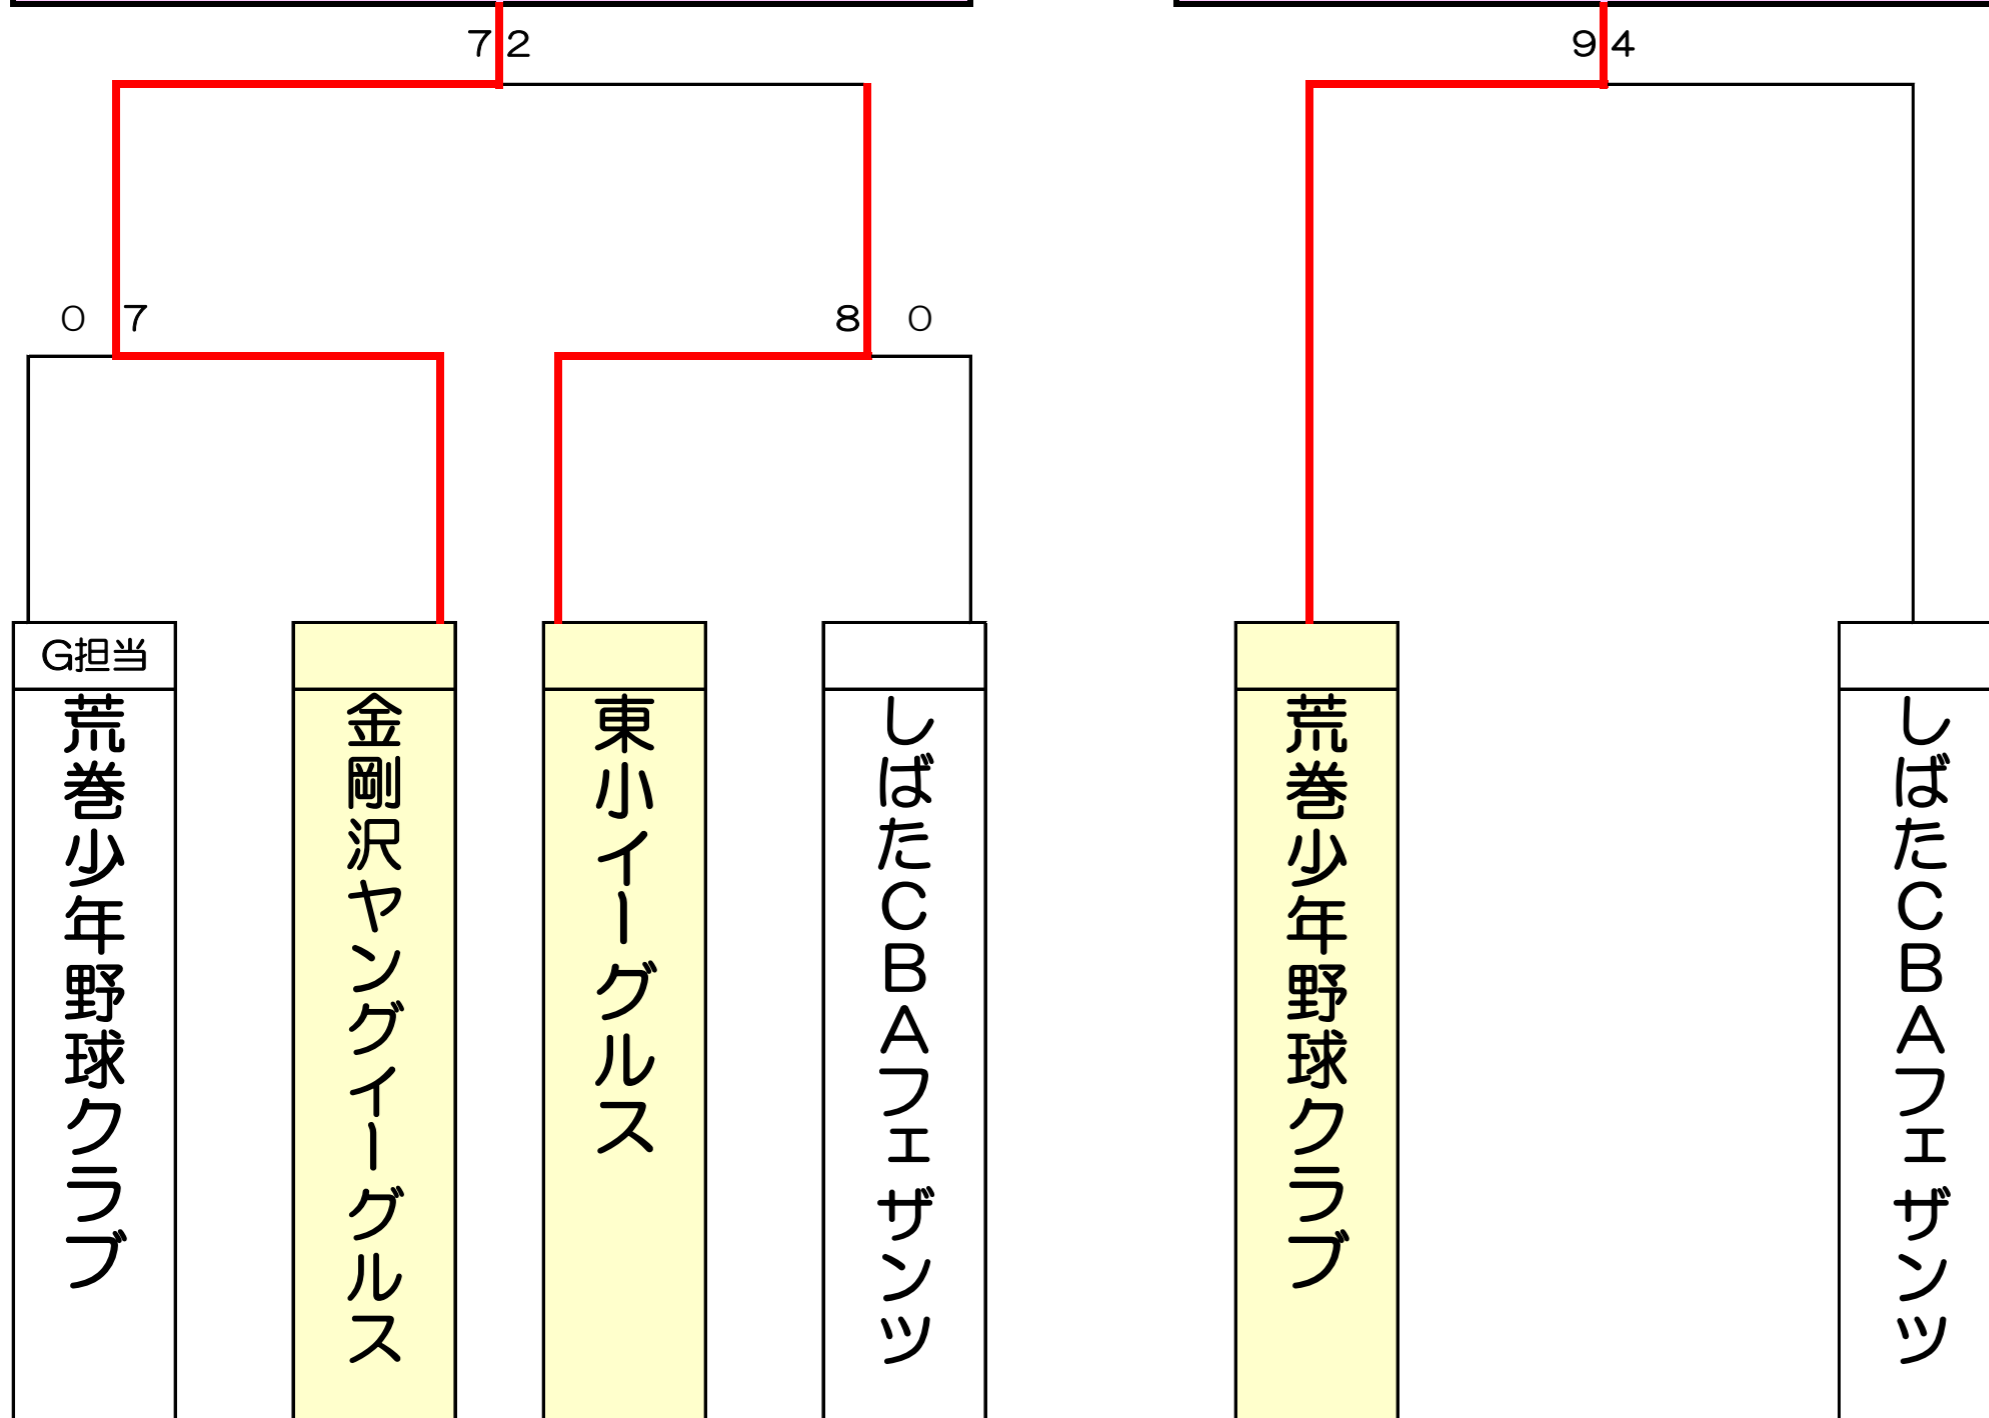 7 2
9 4
0 7
8 0
G担当
荒巻少年野球クラブ
金剛沢ヤングイーグルス
東小イーグルス
しばたCBAフェザンツ
荒巻少年野球クラブ
しばたCBAフェザンツ